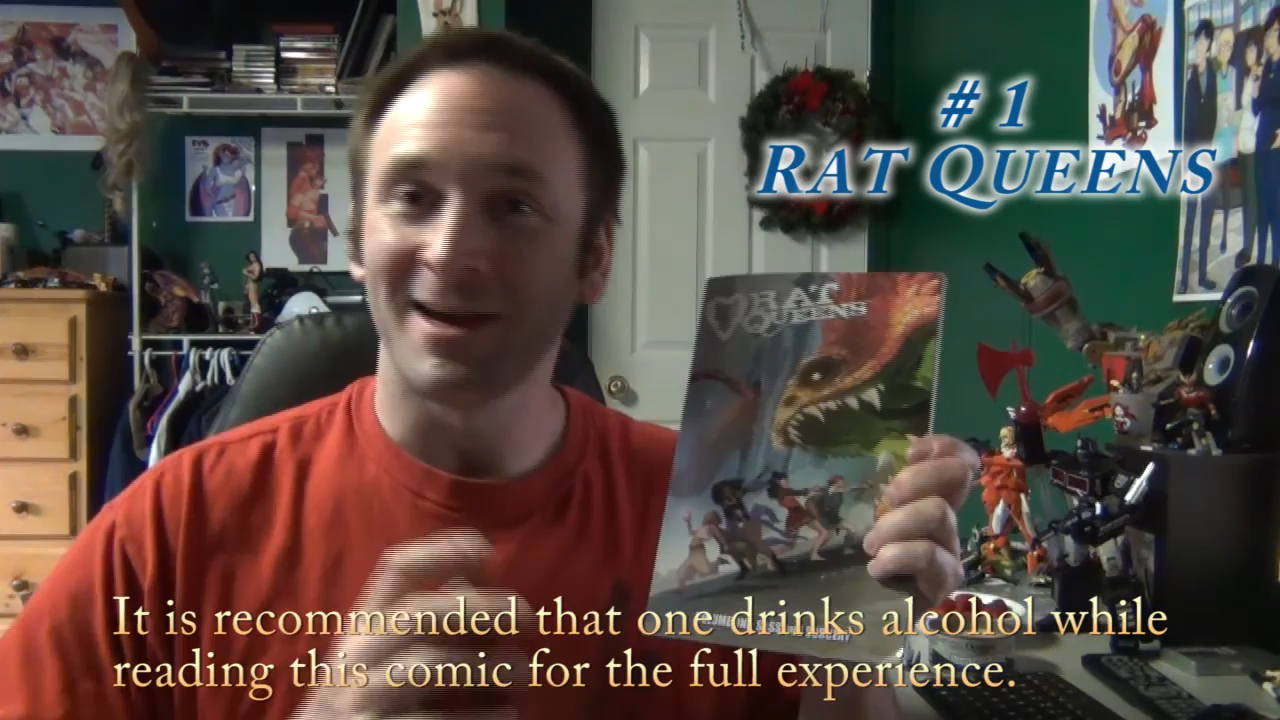 # 1
RAT QUEENS
RAT
QUEENS
It is recommended that one drinks alcohol while
reading this comic for the full experience.